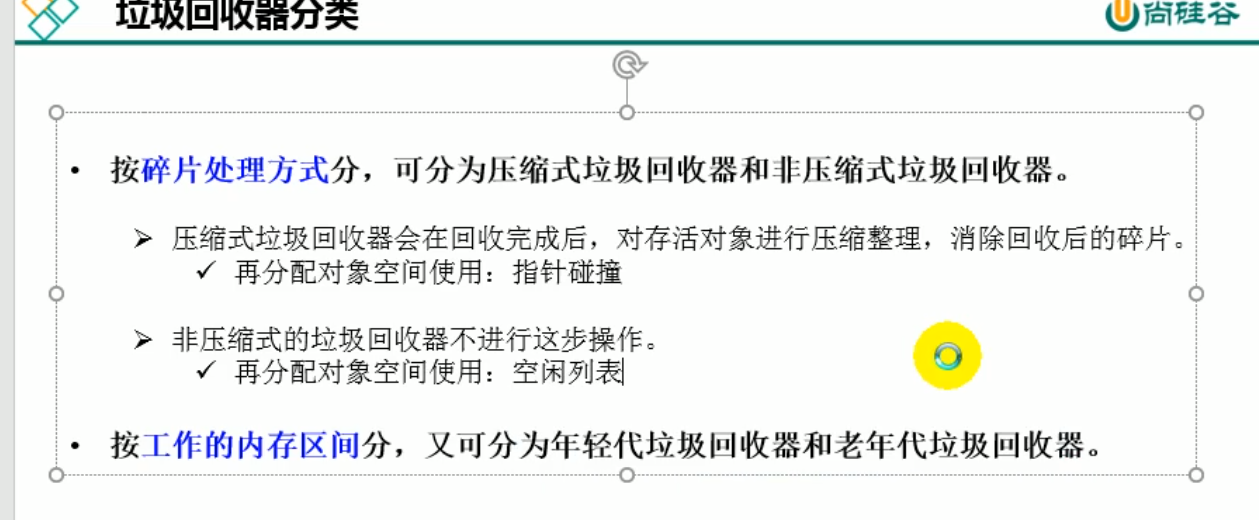 垃圾回收器分类
尚硅谷
• 按碎片处理方式分，可分为压缩式垃圾回收器和非压缩式垃圾回收器。
➢ 压缩式垃圾回收器会在回收完成后，对存活对象进行压缩整理，消除回收后的碎片。
✓ 再分配对象空间使用：指针碰撞
➢ 非压缩式的垃圾回收器不进行这步操作。
✓ 再分配对象空间使用：空闲列表
• 按工作的内存区间分，又可分为年轻代垃圾回收器和老年代垃圾回收器。